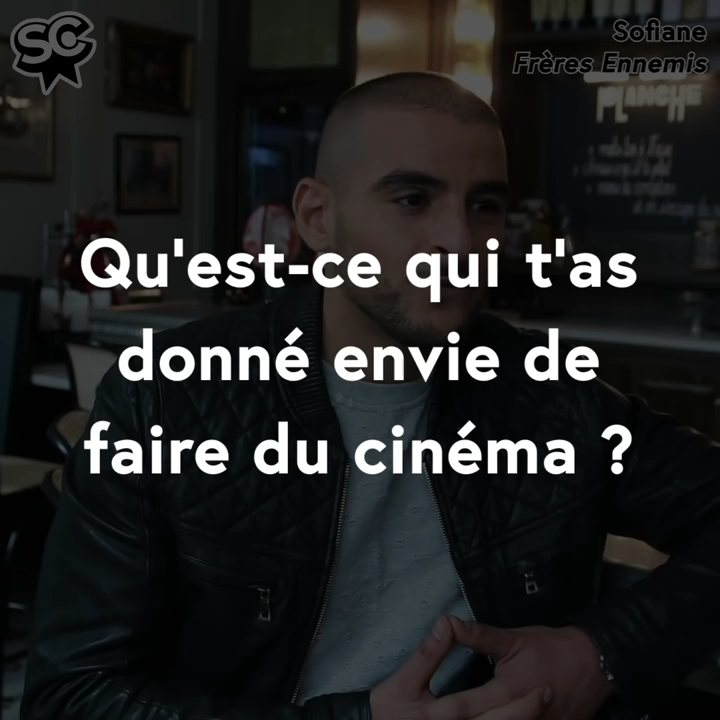 SC
Sofiane
Frères Ennemis
PLANCHE
Qu'est-ce qui t'as
donné envie de
faire du cinéma ?